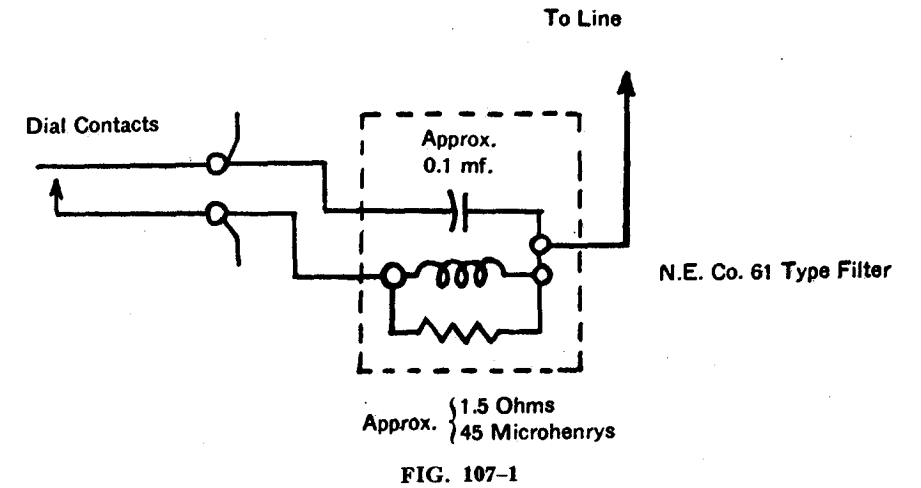 To Line
Dial Contacts
Approx.
0.1 mf.
N.E. Co. 61 Type Filter
Approx. { 1.5 Ohms
45 Microhenrys
FIG. 107–1